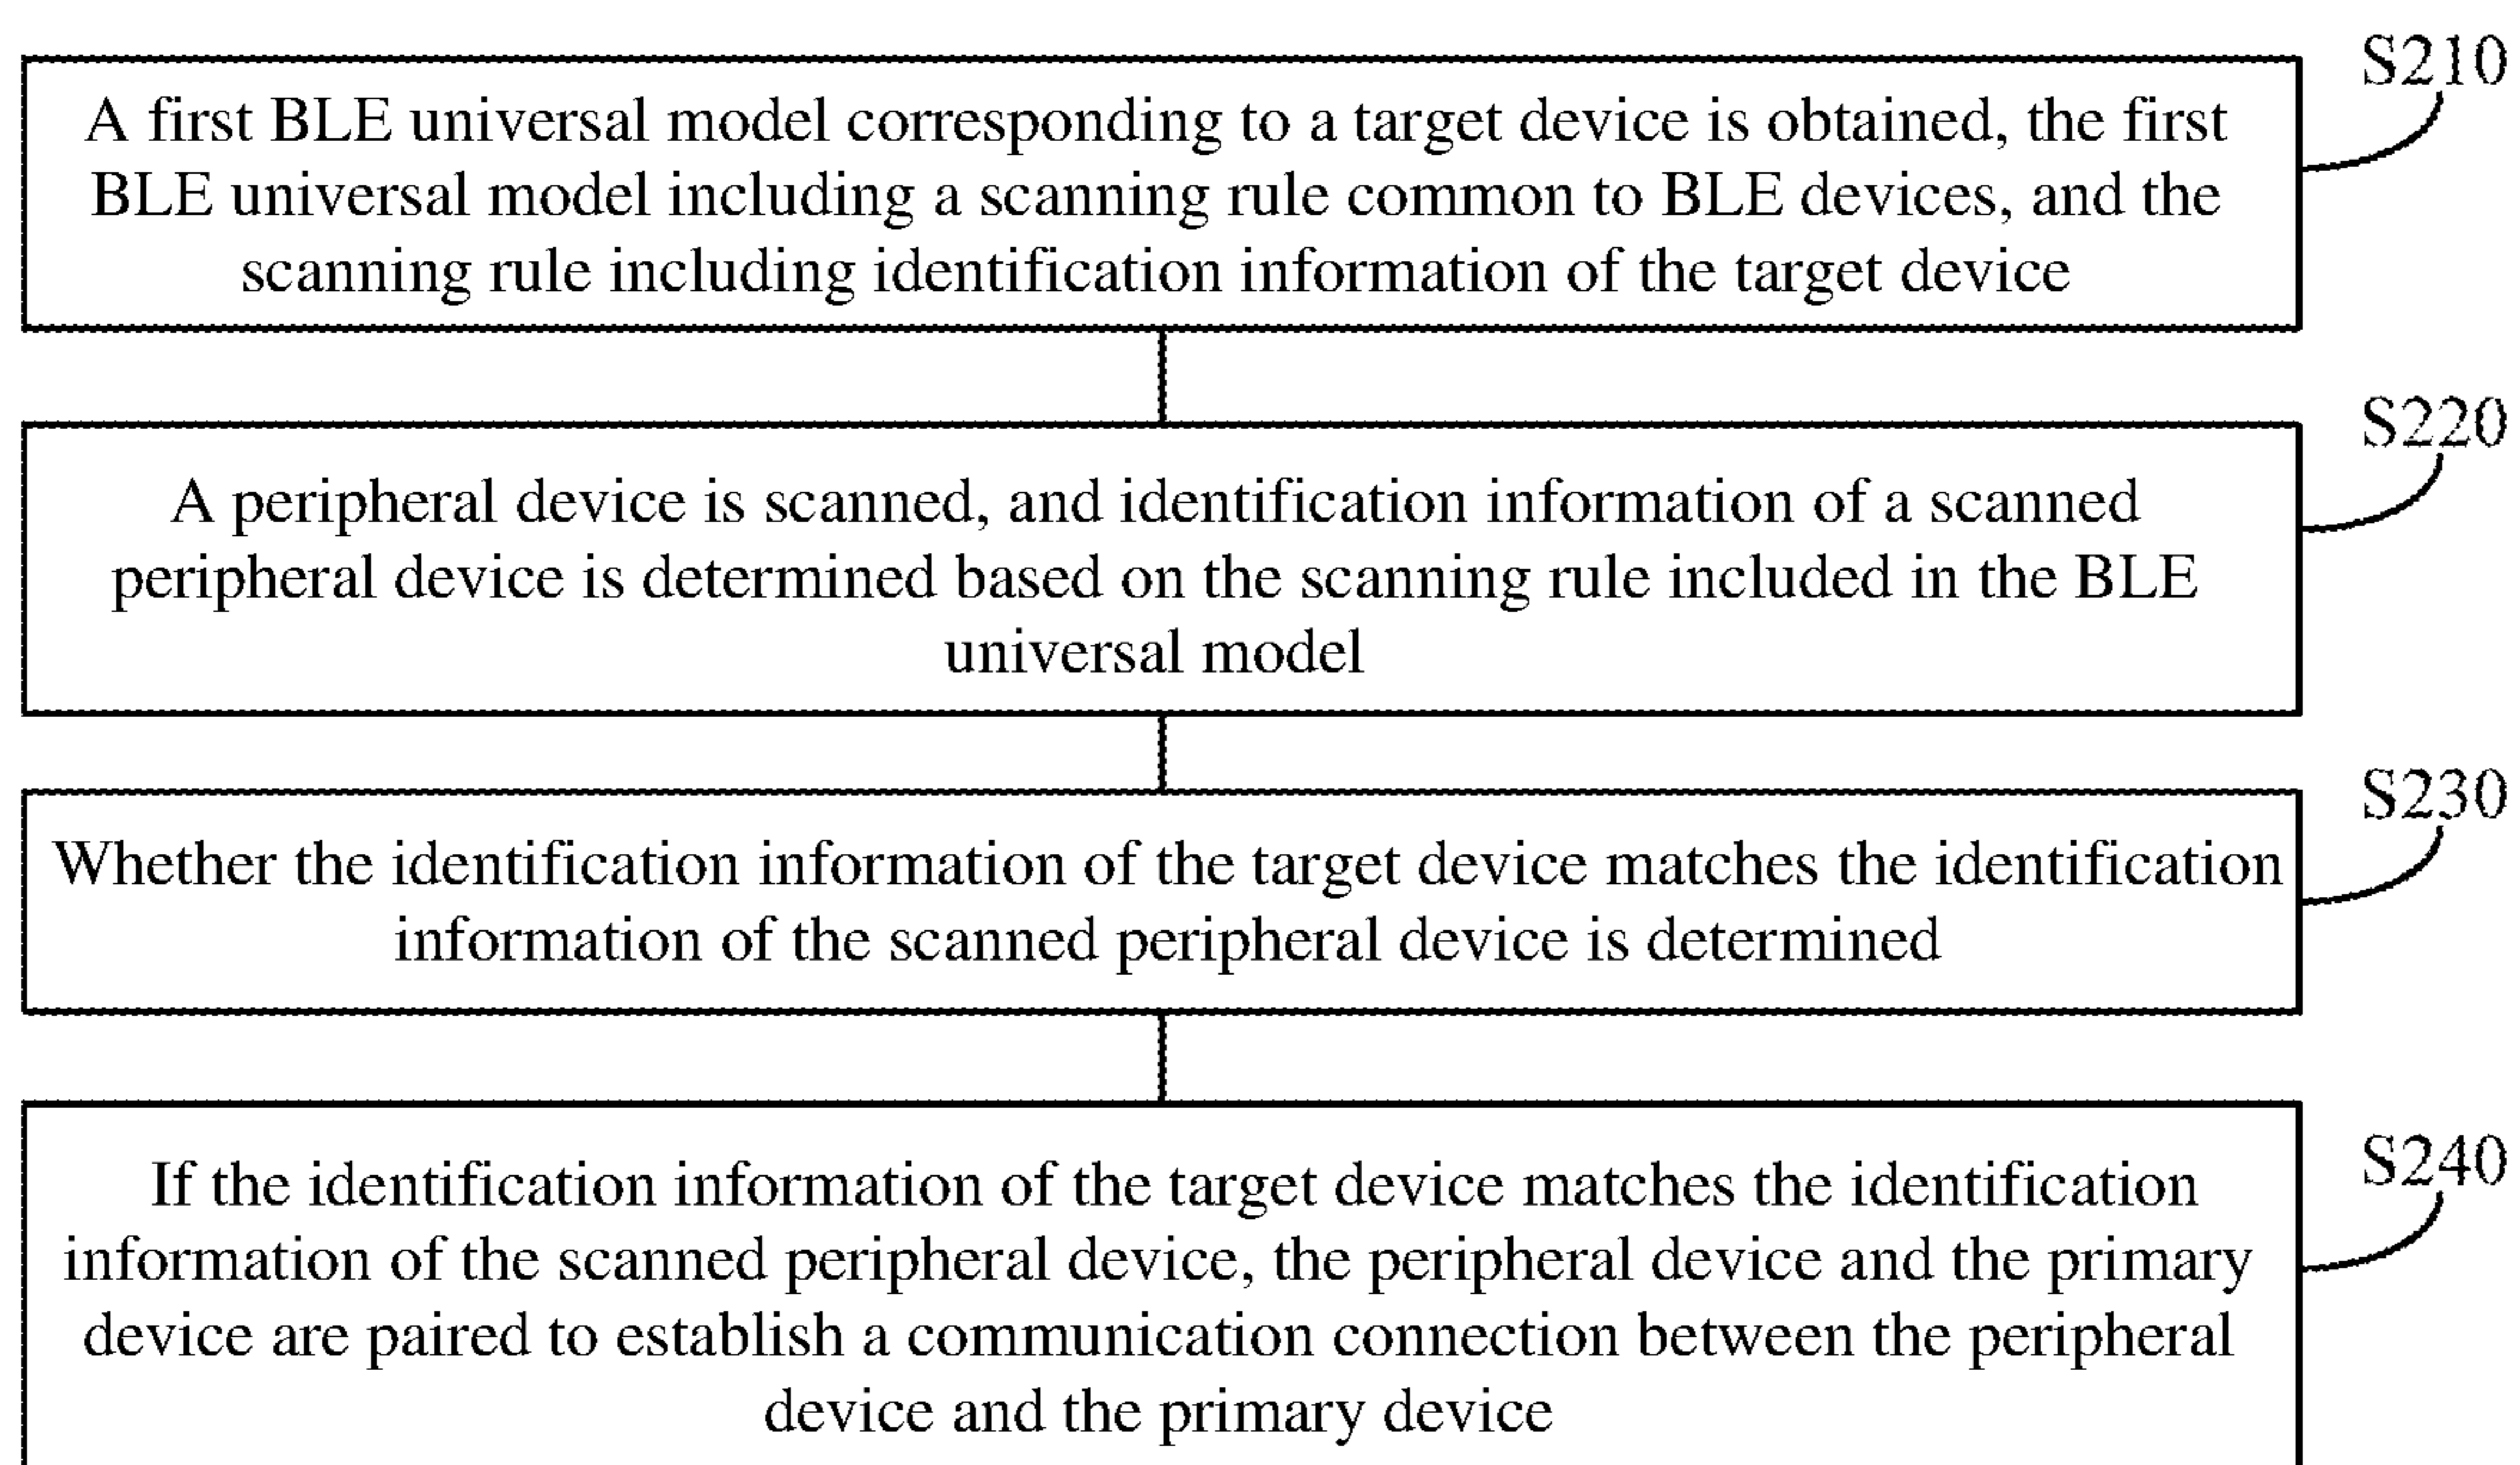 S210
A first BLE universal model corresponding to a target device is obtained, the first
BLE universal model including a scanning rule common to BLE devices, and the
scanning rule including identification information of the target device
S220
A peripheral device is scanned, and identification information of a scanned
peripheral device is determined based on the scanning rule included in the BLE
universal model
S230
Whether the identification information of the target device matches the identification
information of the scanned peripheral device is determined
S240
If the identification information of the target device matches the identification
information of the scanned peripheral device, the peripheral device and the primary
device are paired to establish a communication connection between the peripheral
device and the primary device